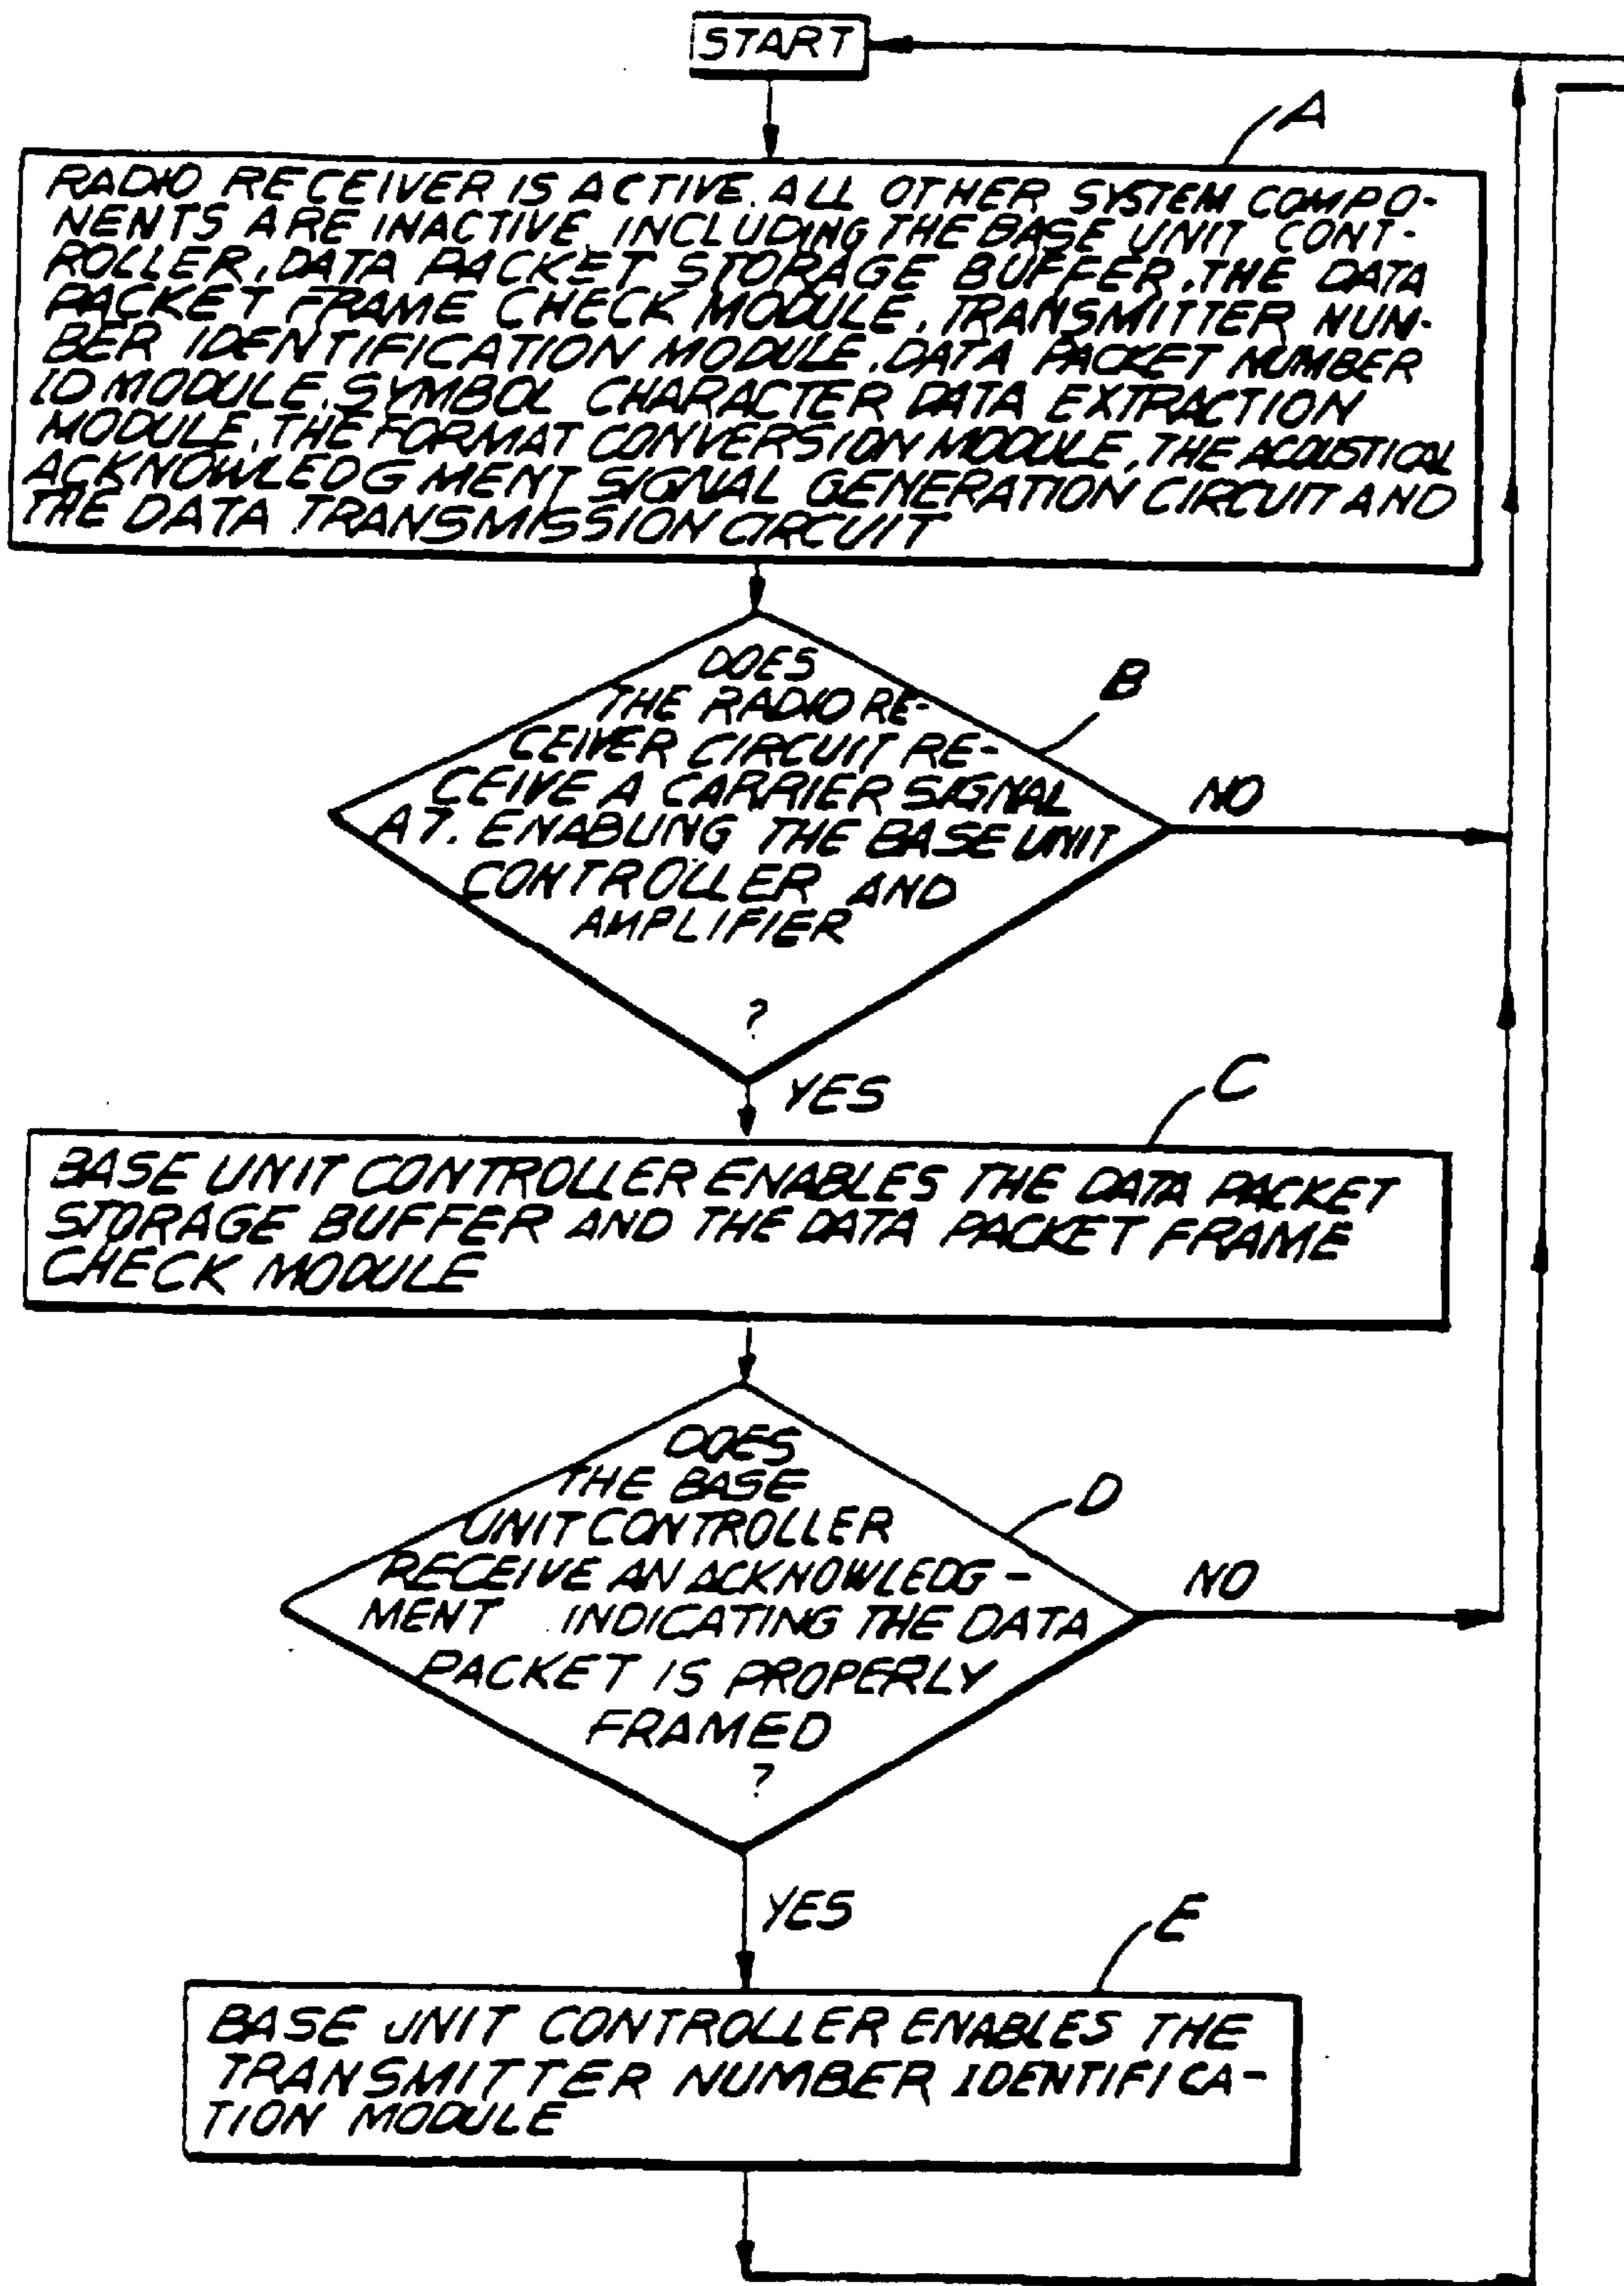 START
A
RADIO RECEIVER IS ACTIVE. ALL OTHER SYSTEM COMPO-
NENTS ARE INACTIVE, INCLUDING THE BASE UNIT CONT-
ROLLER, DATA PACKET STORAGE BUFFER, THE DATA
PACKET FRAME CHECK MODULE, TRANSMITTER NUM-
BER IDENTIFICATION MODULE, DATA PACKET NUMBER
ID MODULE, SYMBOL CHARACTER DATA EXTRACTION
MODULE, THE FORMAT CONVERSION MODULE, THE ACOUSTICAL
ACKNOWLEDGMENT SIGNAL GENERATION CIRCUIT AND
THE DATA TRANSMISSION CIRCUIT
B
DOES
THE RADIO RE-
CEIVER CIRCUIT RE-
CEIVE A CARRIER SIGNAL
AT. ENABLING THE BASE UNIT
CONTROLLER AND
AMPLIFIER
?
NO
YES
C
BASE UNIT CONTROLLER ENABLES THE DATA PACKET
STORAGE BUFFER AND THE DATA PACKET FRAME
CHECK MODULE
D
DOES
THE BASE
UNIT CONTROLLER
RECEIVE AN ACKNOWLEDG-
MENT INDICATING THE DATA
PACKET IS PROPERLY
FRAMED
?
NO
YES
E
BASE UNIT CONTROLLER ENABLES THE
TRANSMITTER NUMBER IDENTIFICA-
TION MODULE